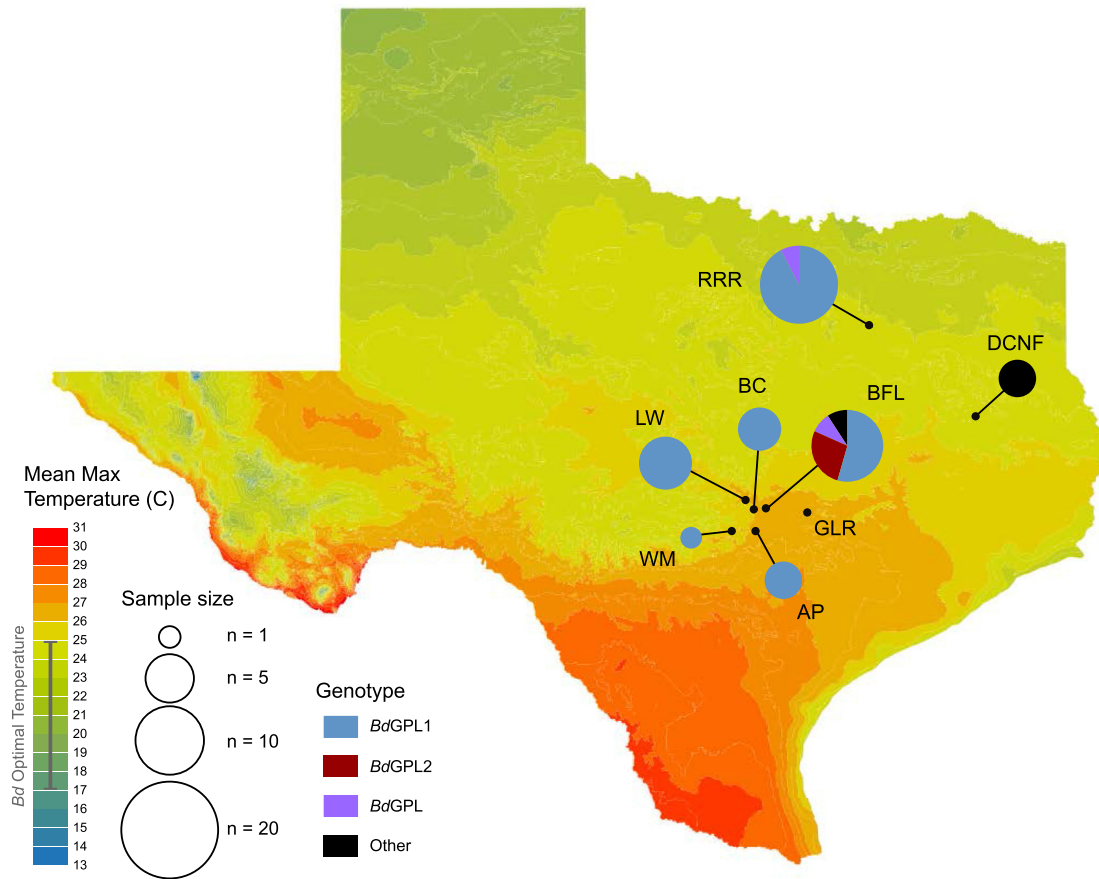 RRR
DCNF
BC
BFL
LW
GLR
WM
AP
Mean Max
Temperature (C)
31
30
29
28
27
26
25
24
23
22
21
20
19
18
17
16
15
14
13
Bd Optimal Temperature
Sample size
n = 1
n = 5
n = 10
n = 20
Genotype
BdGPL1
BdGPL2
BdGPL
Other